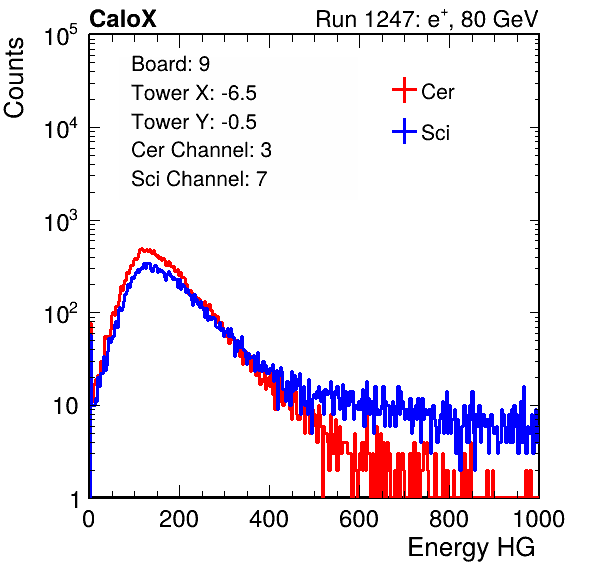 CaloX
Run 1247: e+, 80 GeV
Counts
Board: 9
Tower X: -6.5
Tower Y: -0.5
Cer Channel: 3
Sci Channel: 7
Cer
Sci
10^5
10^4
10^3
10^2
10
1
0 200 400 600 800 1000
Energy HG